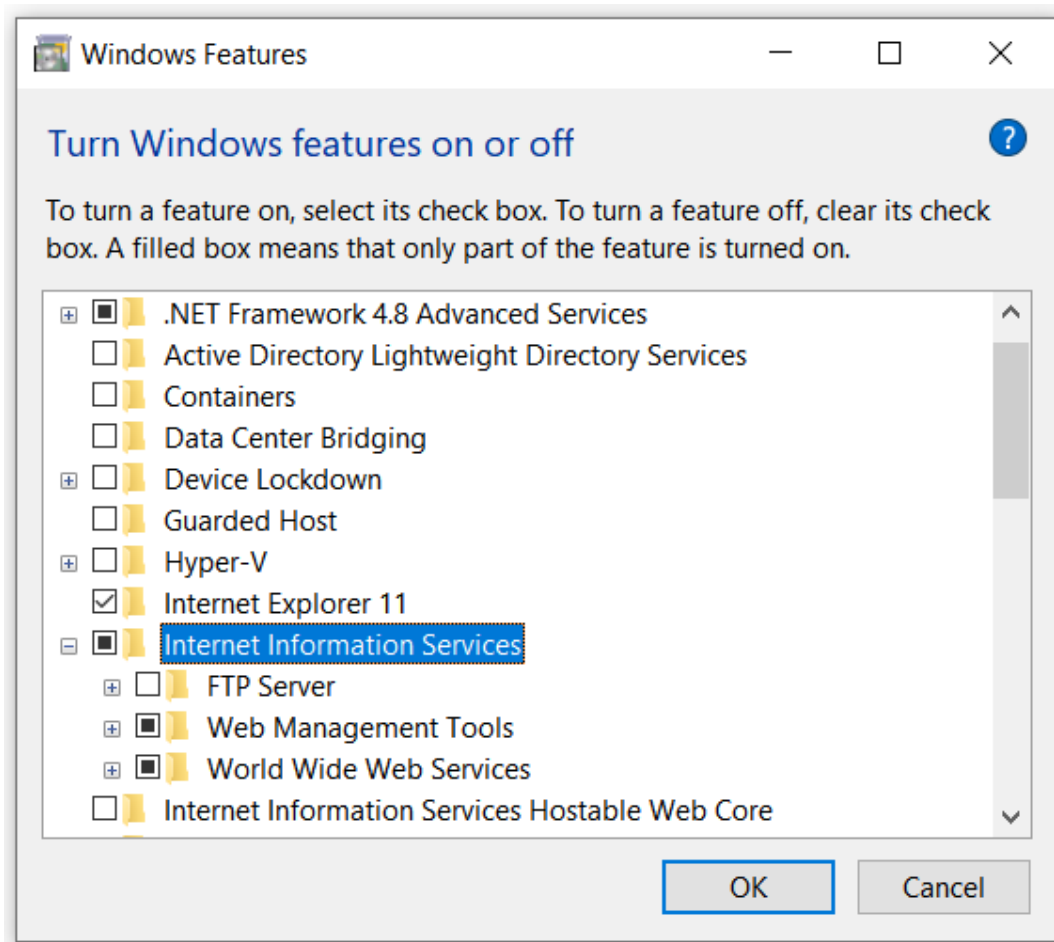 Windows Features
Turn Windows features on or off
?
To turn a feature on, select its check box. To turn a feature off, clear its check
box. A filled box means that only part of the feature is turned on.
.NET Framework 4.8 Advanced Services
Active Directory Lightweight Directory Services
Containers
Data Center Bridging
Device Lockdown
Guarded Host
Hyper-V
Internet Explorer 11
Internet Information Services
FTP Server
Web Management Tools
World Wide Web Services
Internet Information Services Hostable Web Core
OK
Cancel